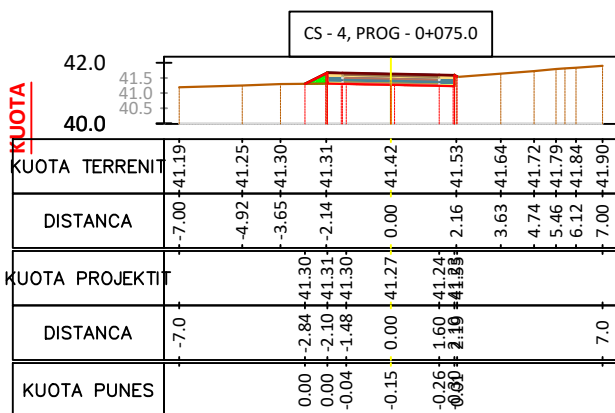 CS - 4, PROG - 0+075.0
KUOTA
42.0
41.5
41.0
40.5
40.0
KUOTA TERRENIT
41.19 41.25 41.30 41.31 41.42 41.53 41.64 41.72 41.79 41.84 41.90
DISTANCA
-7.00 -4.92 -3.65 -2.14 0.00 2.16 3.63 4.74 5.46 6.12 7.00
KUOTA PROJEKTIT
41.30 41.31 41.30 41.27 41.24
DISTANCA
-7.0 -2.84 -2.10 -1.48 0.00 1.60 2.19 7.0
KUOTA PUNES
0.00 0.00 -0.04 -0.15 -0.26